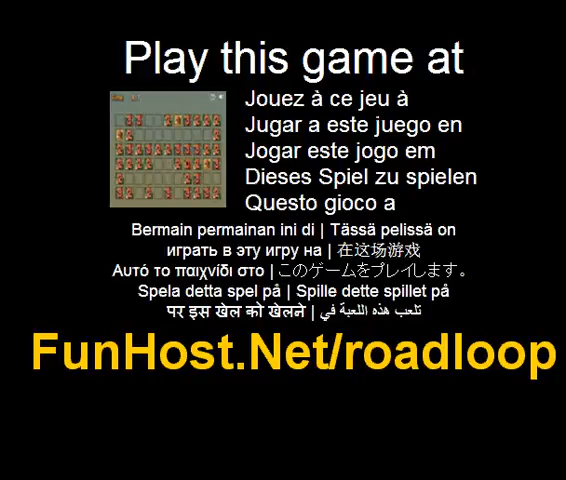 Play this game at
Jouez à ce jeu à
Jugar a este juego en
Jogar este jogo em
Dieses Spiel zu spielen
Questo gioco a
Bermain permainan ini di | Tässä pelissä on
играть в эту игру на | 在这场游戏
Αυτό το παιχνίδι στο | このゲームをプレイします。
Spela detta spel på | Spille dette spillet på
पर इस खेल को खेलने | تلعب هذه اللعبة في
FunHost.Net/roadloop